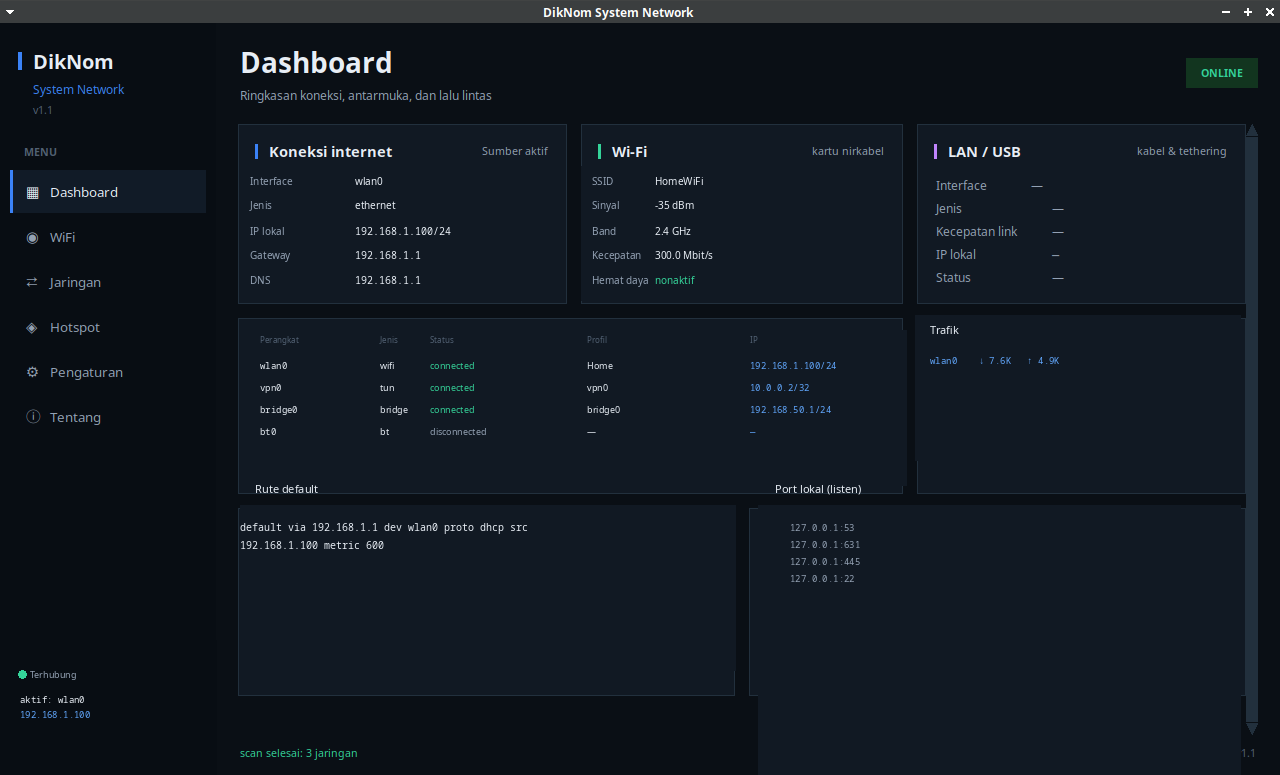 DikNom System Network
DikNom
System Network
v1.1
MENU
Dashboard
WiFi
Jaringan
Hotspot
Pengaturan
Tentang
Terhubung
aktif: wlan0
192.168.1.100
Dashboard
Ringkasan koneksi, antarmuka, dan lalu lintas
ONLINE
Koneksi internet Sumber aktif
Interface wlan0
Jenis ethernet
IP lokal 192.168.1.100/24
Gateway 192.168.1.1
DNS 192.168.1.1
Wi-Fi kartu nirkabel
SSID HomeWiFi
Sinyal -35 dBm
Band 2.4 GHz
Kecepatan 300.0 Mbit/s
Hemat daya nonaktif
LAN / USB kabel & tethering
Interface —
Jenis —
Kecepatan link —
IP lokal —
Status —
Perangkat Jenis Status Profil IP
wlan0 wifi connected Home 192.168.1.100/24
vpn0 tun connected vpn0 10.0.0.2/32
bridge0 bridge connected bridge0 192.168.50.1/24
bt0 bt disconnected — —
Trafik
wlan0 ↓ 7.6K ↑ 4.9K
Rute default
default via 192.168.1.1 dev wlan0 proto dhcp src
192.168.1.100 metric 600
Port lokal (listen)
127.0.0.1:53
127.0.0.1:631
127.0.0.1:445
127.0.0.1:22
scan selesai: 3 jaringan
1.1